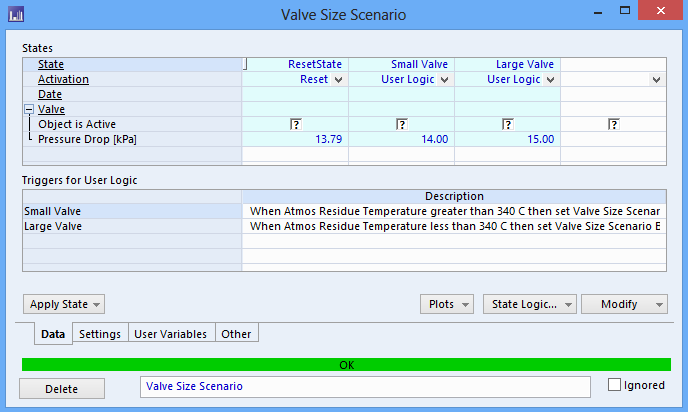 Valve Size Scenario
States
State ResetState Small Valve Large Valve
Activation Reset User Logic User Logic
Date
Valve
Object is Active ? ? ? ?
Pressure Drop [kPa] 13.79 14.00 15.00
Triggers for User Logic
Description
Small Valve When Atmos Residue Temperature greater than 340 C then set Valve Size Scenar
Large Valve When Atmos Residue Temperature less than 340 C then set Valve Size Scenario E
Apply State Plots State Logic... Modify
Data Settings User Variables Other
OK
Delete Valve Size Scenario Ignored